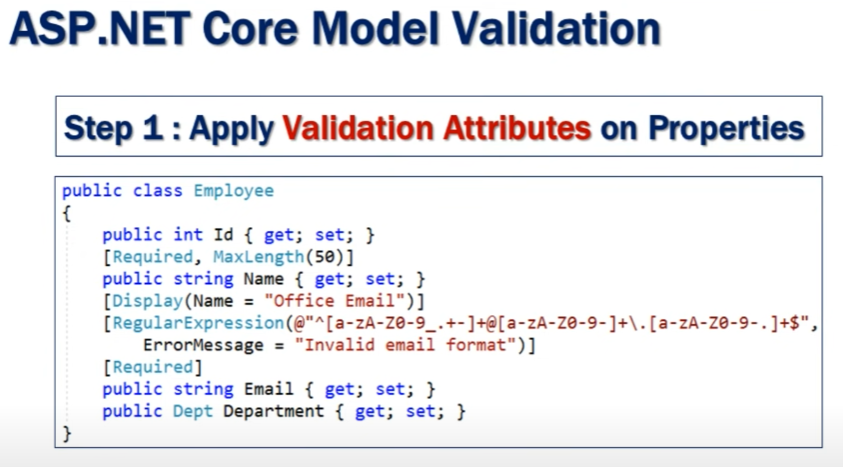 ASP.NET Core Model Validation
Step 1 : Apply Validation Attributes on Properties
public class Employee
{
public int Id { get; set; }
[Required, MaxLength(50)]
public string Name { get; set; }
[Display(Name = "Office Email")]
[RegularExpression(@"^[a-zA-Z0-9_.+-]+@[a-zA-Z0-9-]+\.[a-zA-Z0-9-.]+$",
ErrorMessage = "Invalid email format")]
[Required]
public string Email { get; set; }
public Dept Department { get; set; }
}